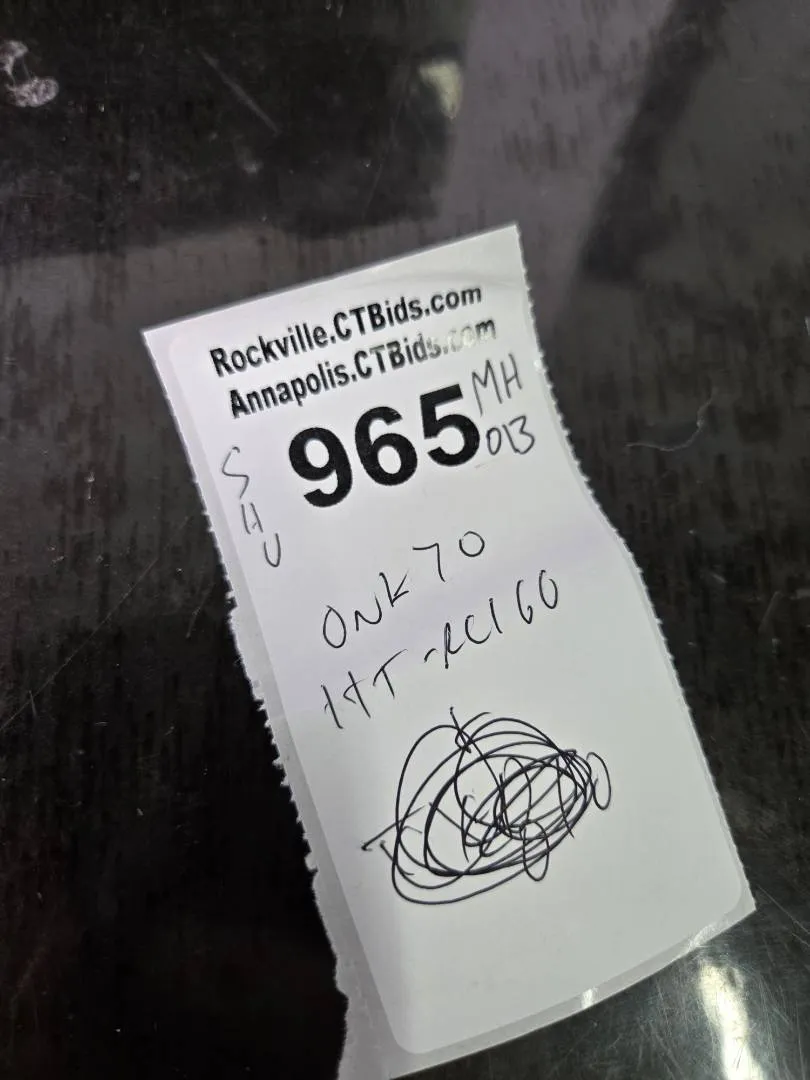 Rockville.CTBids.com
Annapolis.CTBids.com
965
MH
013
SHU
ONKYO
HT-RC160